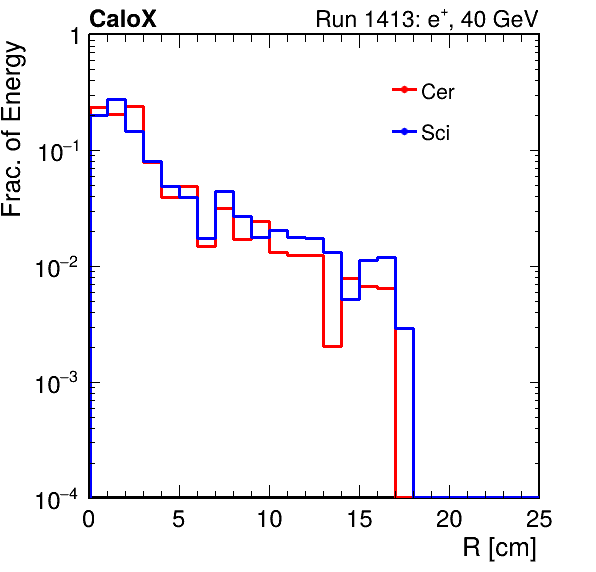 CaloX Run 1413: e⁺, 40 GeV
Frac. of Energy
1
10⁻¹
10⁻²
10⁻³
10⁻⁴
Cer
Sci
0 5 10 15 20 25
R [cm]